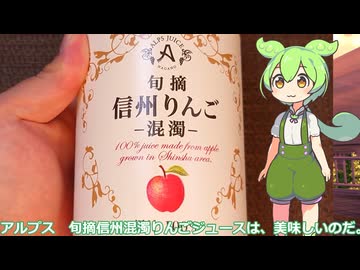 ALPS JUICE
A
NAGANO
旬摘
信州りんご
-混濁-
100% juice made from apple
grown in Shinshu area.
アルプス　旬摘信州混濁りんごジュースは、美味しいのだ。